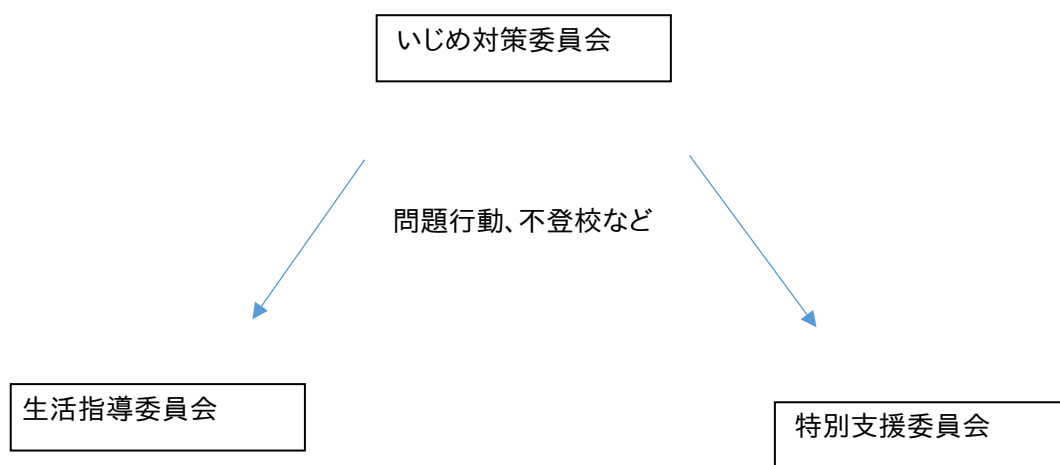 いじめ対策委員会
問題行動、不登校など
生活指導委員会
特別支援委員会